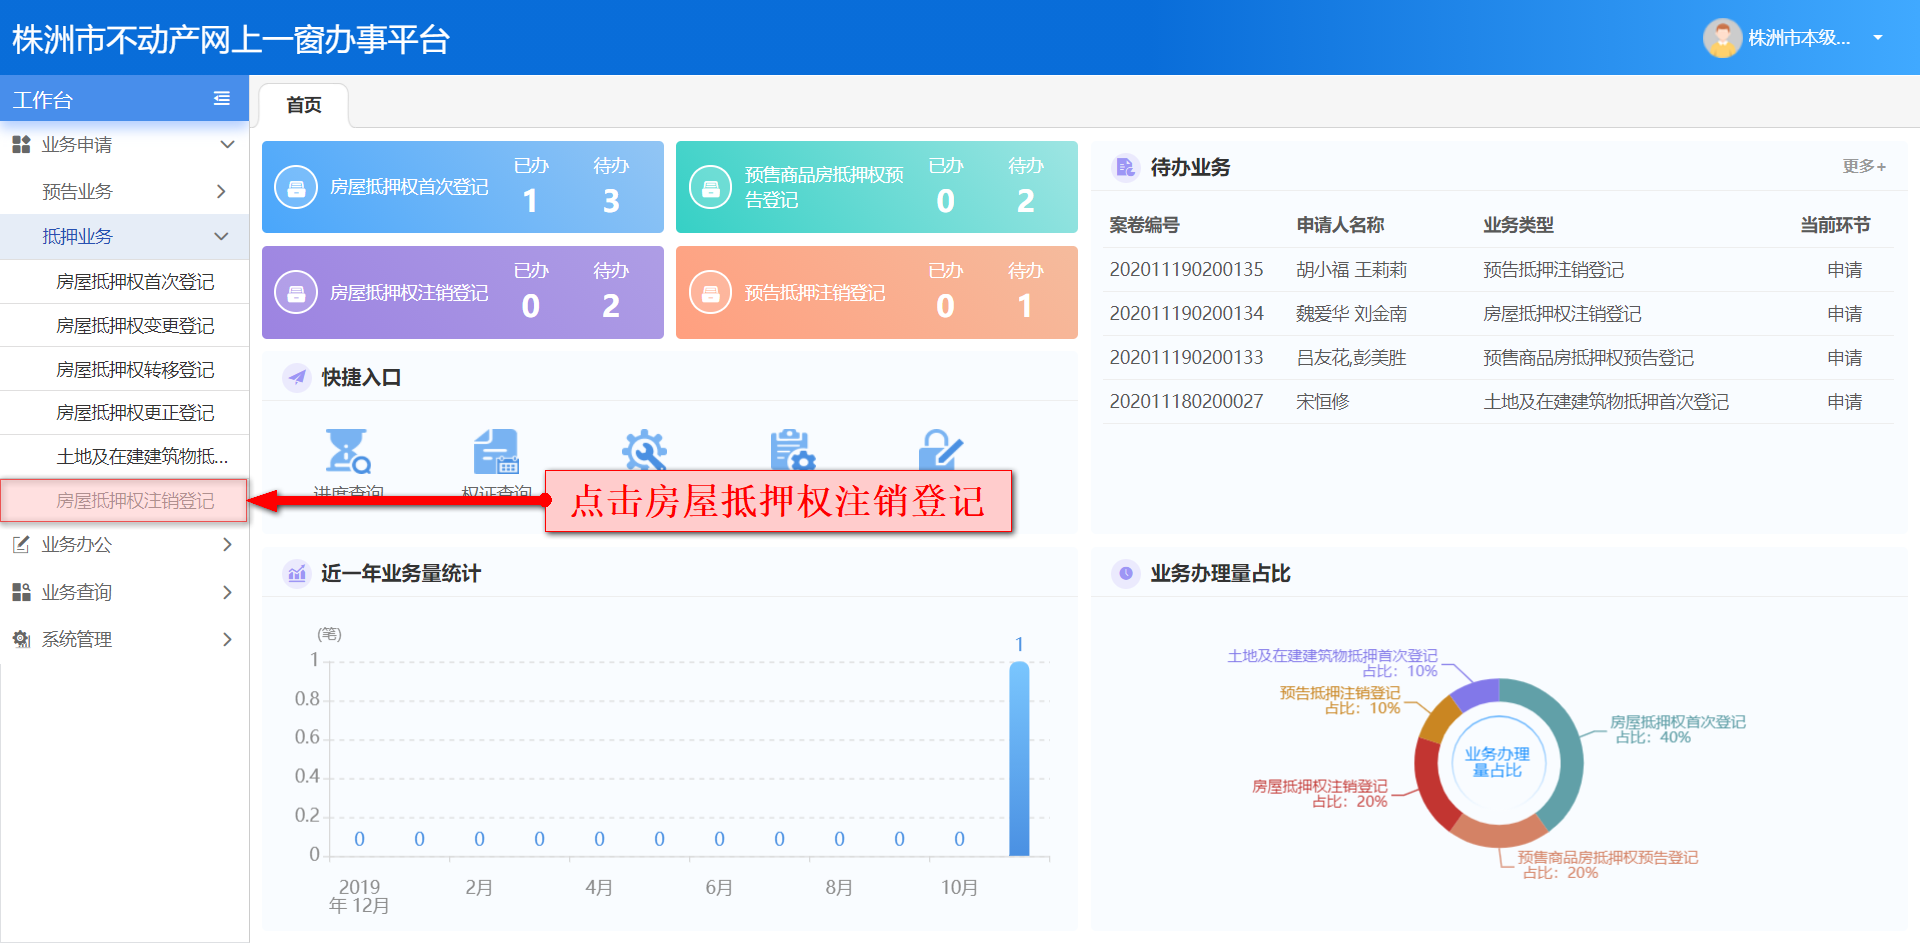 株洲市不动产网上一窗办事平台
株洲市本级...
工作台
首页
业务申请
预告业务
抵押业务
房屋抵押权首次登记
房屋抵押权变更登记
房屋抵押权转移登记
房屋抵押权更正登记
土地及在建建筑物抵...
房屋抵押权注销登记
业务办公
业务查询
系统管理
房屋抵押权首次登记
已办
待办
1
3
预售商品房抵押权预
告登记
已办
待办
0
2
房屋抵押权注销登记
已办
待办
0
2
预告抵押注销登记
已办
待办
0
1
快捷入口
进度查询
权证查询
点击房屋抵押权注销登记
待办业务
更多+
案卷编号 申请人名称 业务类型 当前环节
202011190200135 胡小福 王莉莉 预告抵押注销登记 申请
202011190200134 魏爱华 刘金南 房屋抵押权注销登记 申请
202011190200133 吕友花,彭美胜 预售商品房抵押权预告登记 申请
202011180200027 宋恒修 土地及在建建筑物抵押首次登记 申请
近一年业务量统计
(笔)
1
1
0.8
0.6
0.4
0.2
0
0 0 0 0 0 0 0 0 0 0 0
2019
年 12月
2月 4月 6月 8月 10月
业务办理量占比
土地及在建建筑物抵押首次登记
占比：10%
预告抵押注销登记
占比：10%
房屋抵押权首次登记
占比：40%
业务办理
量占比
房屋抵押权注销登记
占比：20%
预售商品房抵押权预告登记
占比：20%